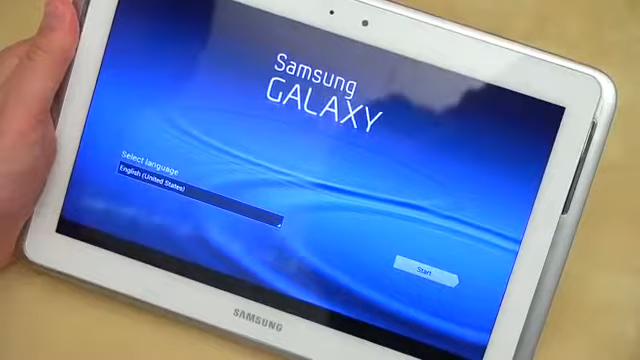 Samsung
GALAXY
Select language
English (United States)
Start
SAMSUNG